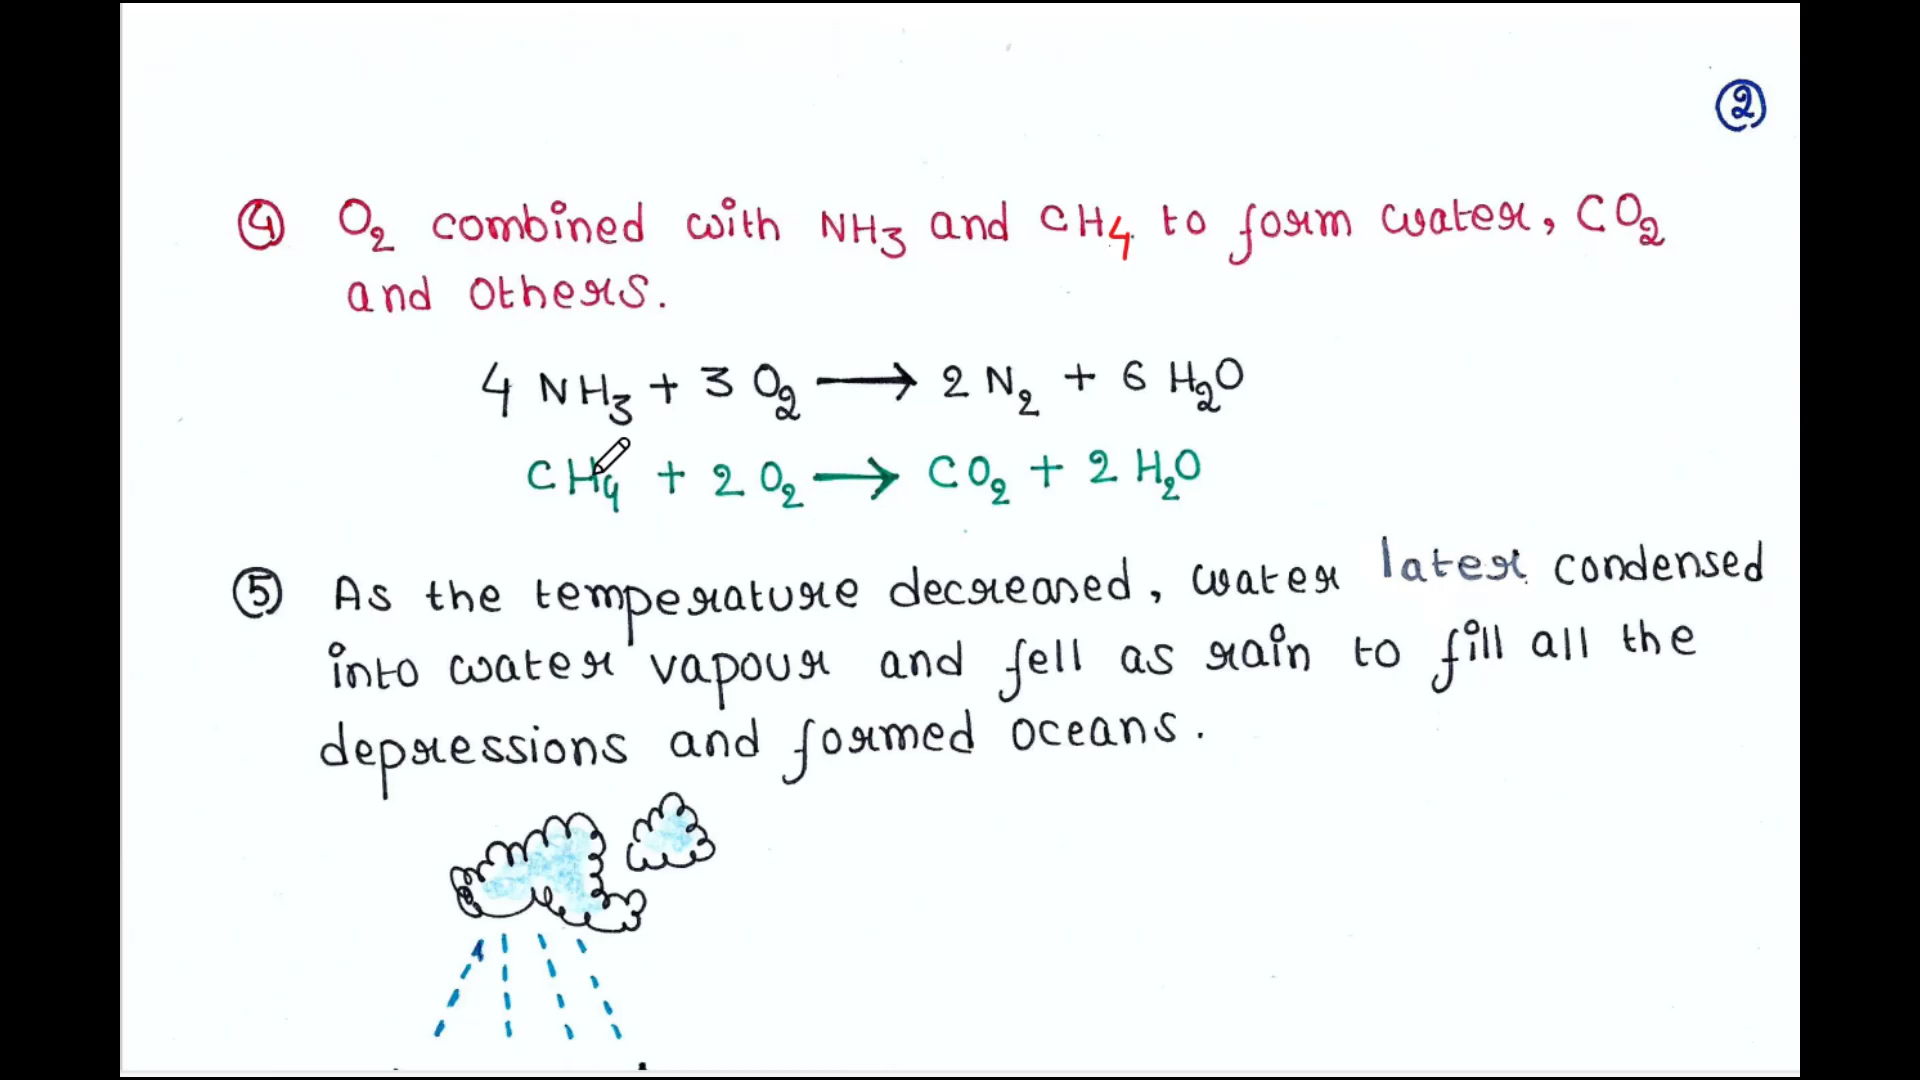 2
4 O2 combined with NH3 and CH4 to form water, CO2
and others.
4 NH3 + 3 O2 → 2 N2 + 6 H2O
CH4 + 2 O2 → CO2 + 2 H2O
5 As the temperature decreased, water later condensed
into water vapour and fell as rain to fill all the
depressions and formed oceans.